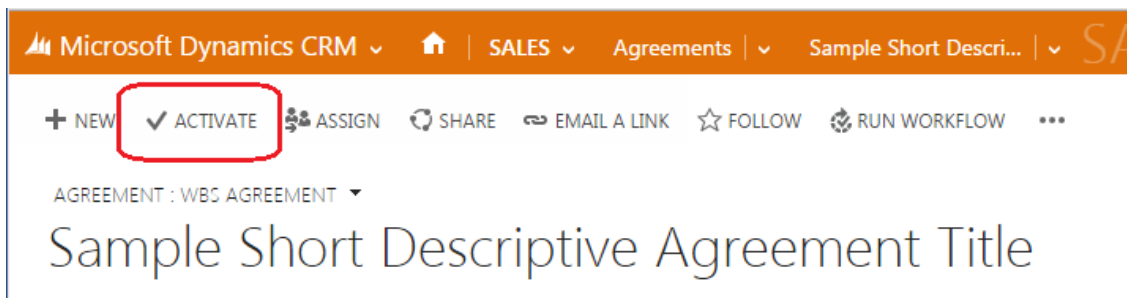 Microsoft Dynamics CRM SALES Agreements Sample Short Descri... SA
+ NEW ACTIVATE ASSIGN SHARE EMAIL A LINK FOLLOW RUN WORKFLOW ...
AGREEMENT : WBS AGREEMENT
Sample Short Descriptive Agreement Title